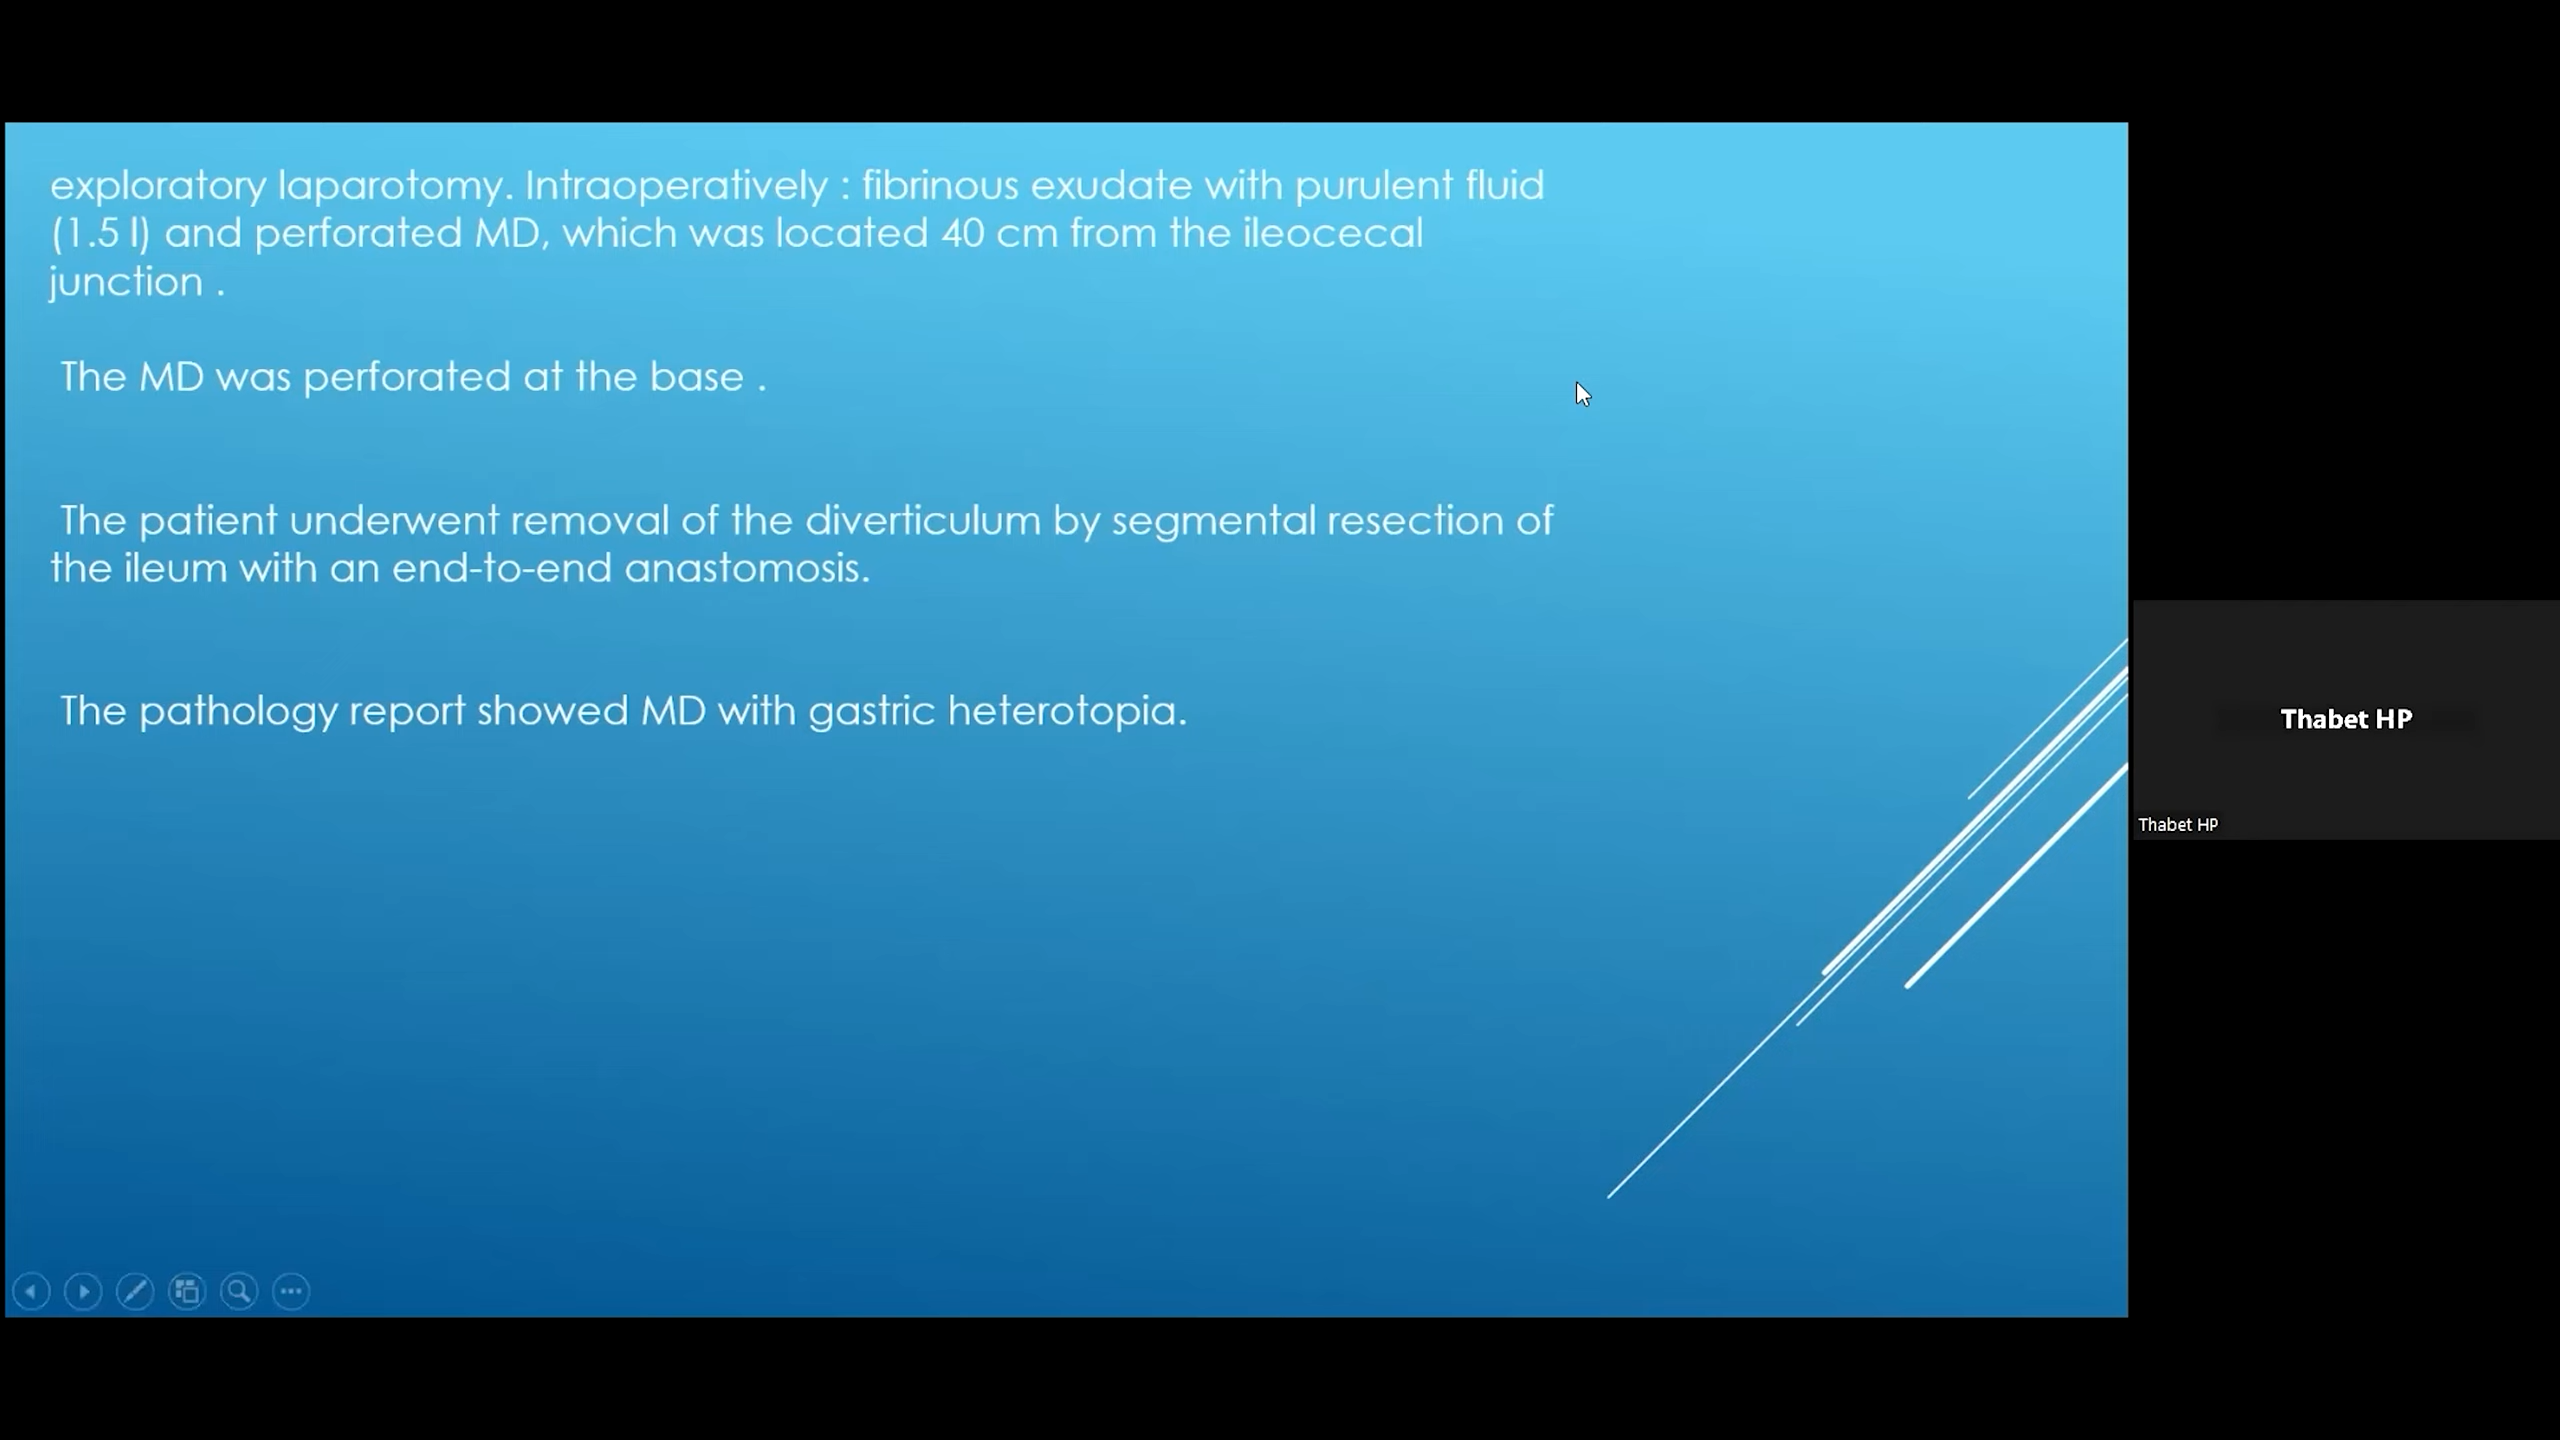 exploratory laparotomy. Intraoperatively : fibrinous exudate with purulent fluid
(1.5 l) and perforated MD, which was located 40 cm from the ileocecal
junction .
The MD was perforated at the base .
The patient underwent removal of the diverticulum by segmental resection of
the ileum with an end-to-end anastomosis.
The pathology report showed MD with gastric heterotopia.
Thabet HP
Thabet HP